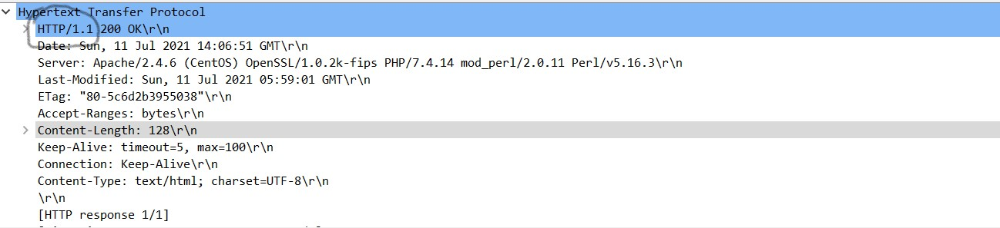 Hypertext Transfer Protocol
HTTP/1.1 200 OK\r\n
Date: Sun, 11 Jul 2021 14:06:51 GMT\r\n
Server: Apache/2.4.6 (CentOS) OpenSSL/1.0.2k-fips PHP/7.4.14 mod_perl/2.0.11 Perl/v5.16.3\r\n
Last-Modified: Sun, 11 Jul 2021 05:59:01 GMT\r\n
ETag: "80-5c6d2b3955038"\r\n
Accept-Ranges: bytes\r\n
Content-Length: 128\r\n
Keep-Alive: timeout=5, max=100\r\n
Connection: Keep-Alive\r\n
Content-Type: text/html; charset=UTF-8\r\n
\r\n
[HTTP response 1/1]